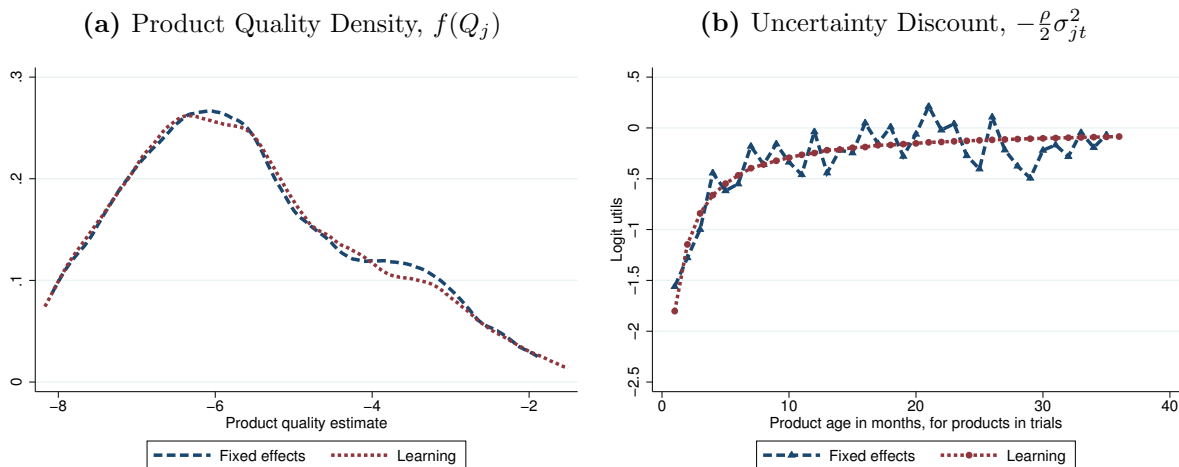 (a) Product Quality Density, f(Q_j)
.3
.2
.1
0
−8 −6 −4 −2
Product quality estimate
Fixed effects Learning
(b) Uncertainty Discount, −ρ/2 σ²_jt
Logit utils
.5
0
−.5
−1
−1.5
−2
−2.5
0 10 20 30 40
Product age in months, for products in trials
Fixed effects Learning